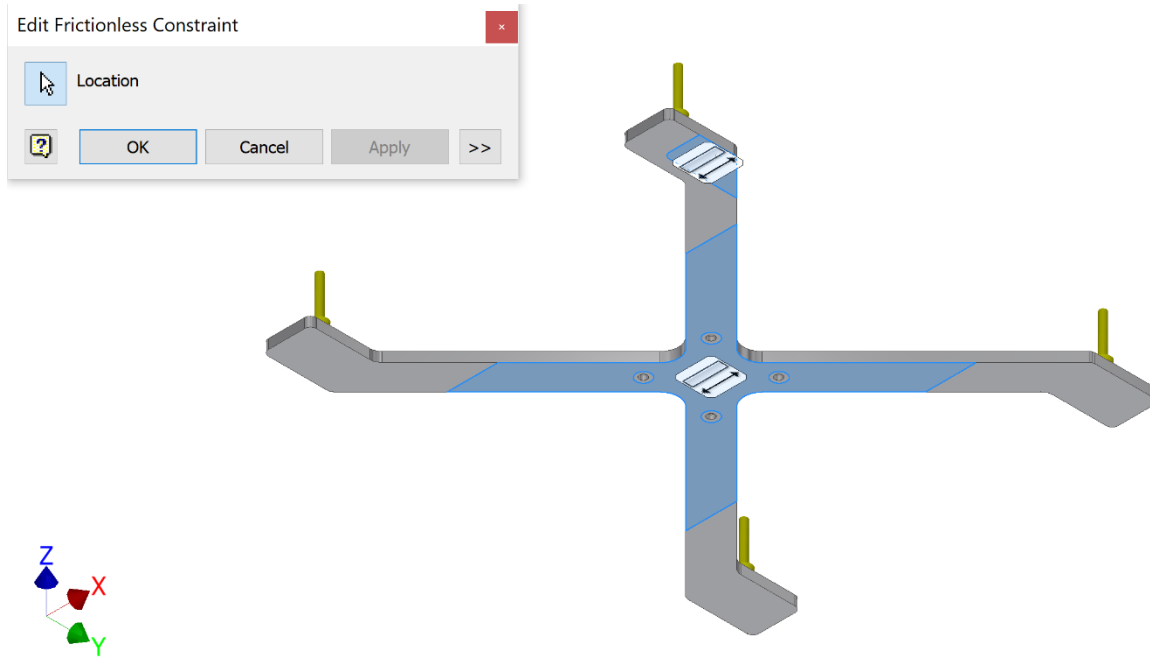 Edit Frictionless Constraint
×
Location
?
OK
Cancel
Apply
>>
Z
X
Y